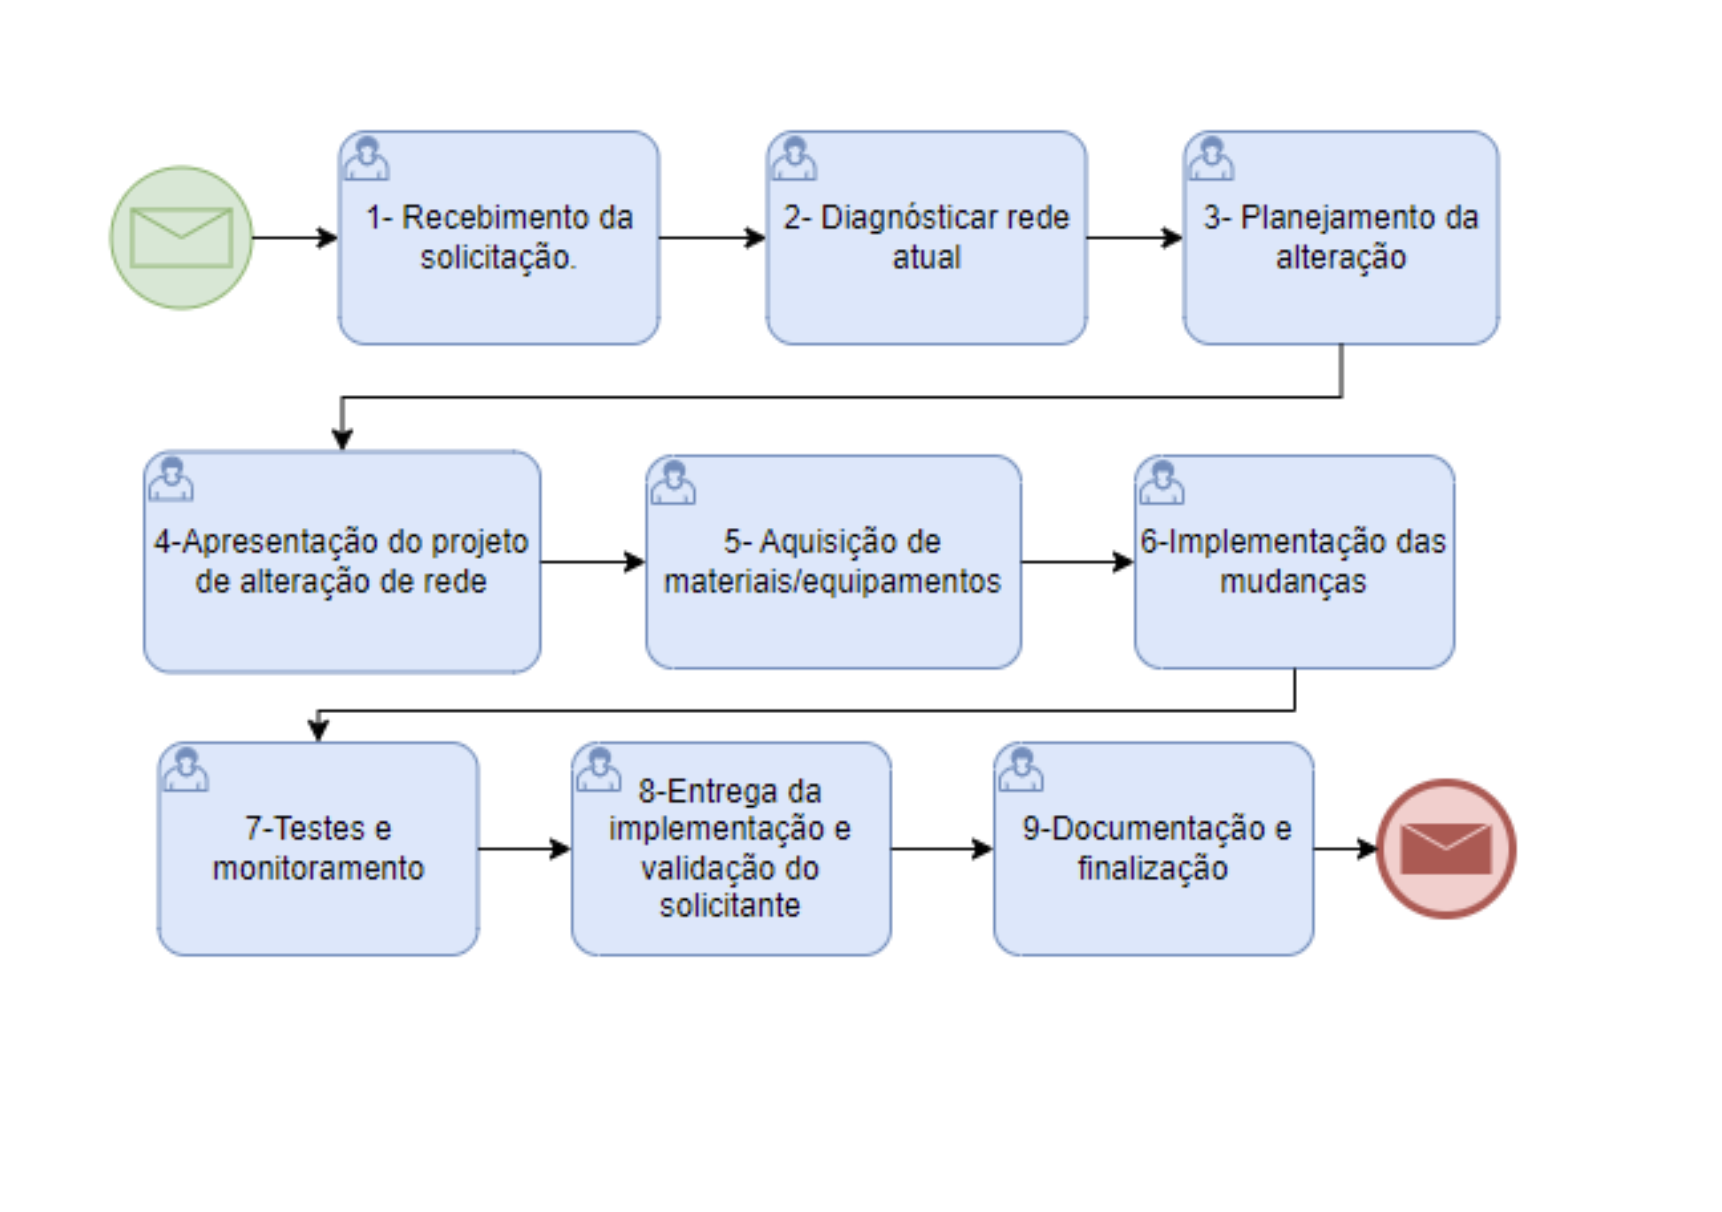 1- Recebimento da
solicitação.
2- Diagnósticar rede
atual
3- Planejamento da
alteração
4-Apresentação do projeto
de alteração de rede
5- Aquisição de
materiais/equipamentos
6-Implementação das
mudanças
7-Testes e
monitoramento
8-Entrega da
implementação e
validação do
solicitante
9-Documentação e
finalização